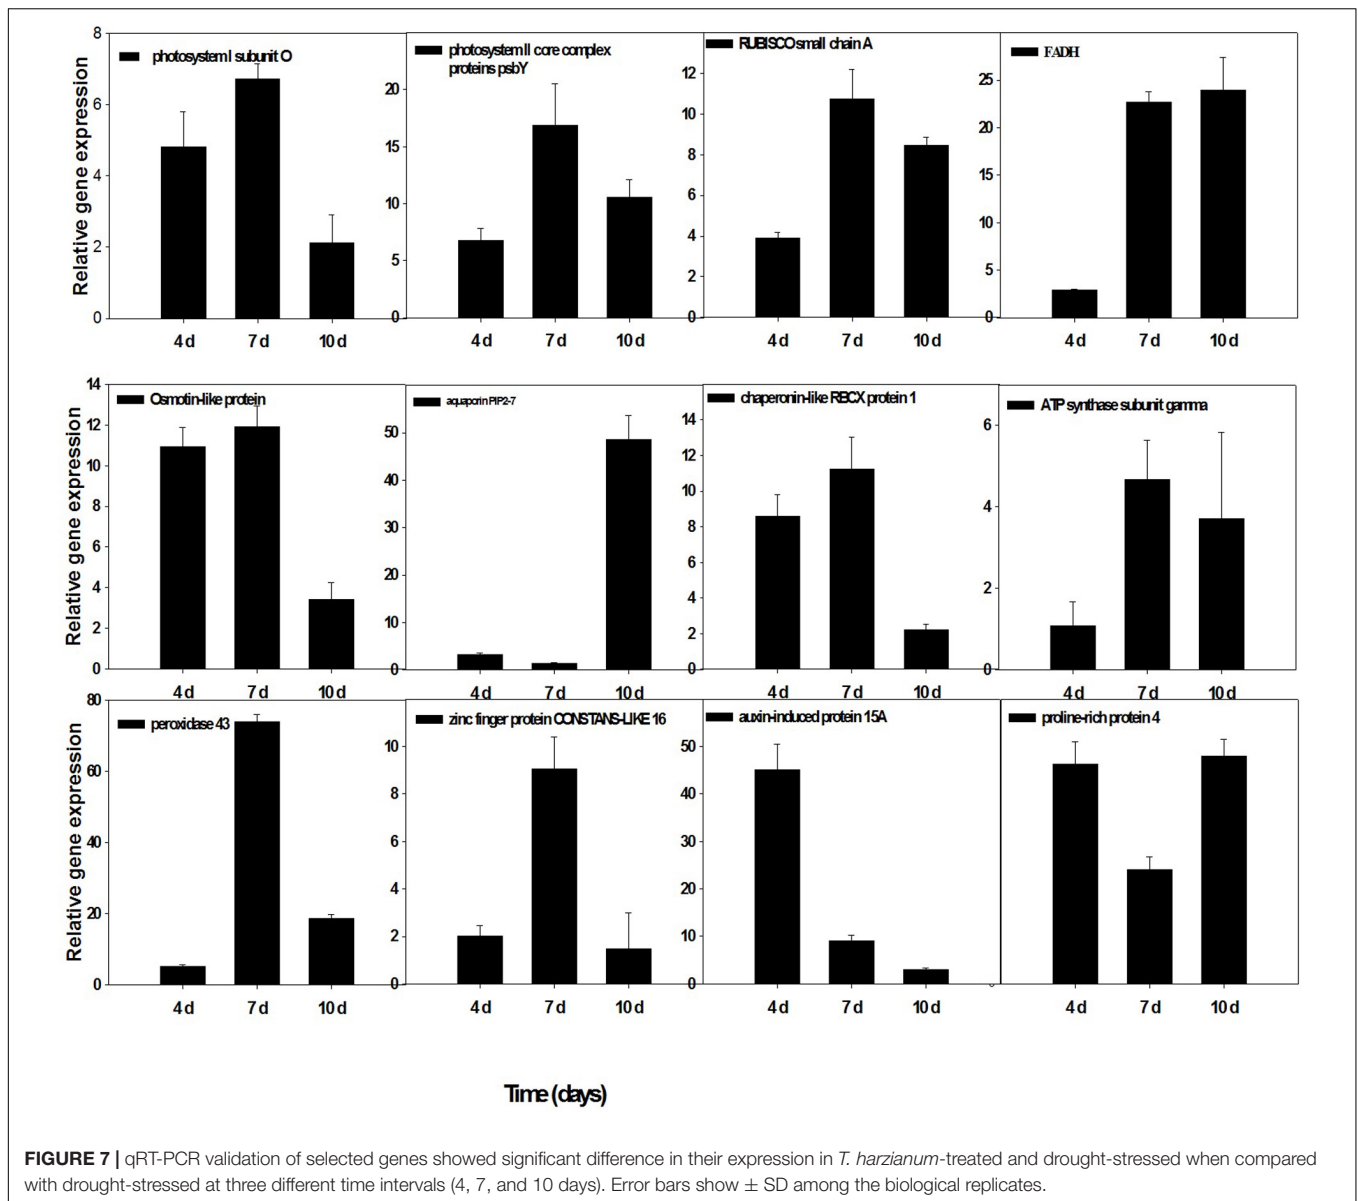 photosystem I subunit O
photosystem II core complex
proteins psbY
RUBISCO small chain A
FADH
Relative gene expression
8
6
4
2
0
20
15
10
5
0
12
10
8
6
4
2
0
25
20
15
10
5
0
4 d 7 d 10 d
4 d 7 d 10 d
4 d 7 d 10 d
4 d 7 d 10 d
Osmotin-like protein
aquaporin PIP2-7
chaperonin-like RBCX protein 1
ATP synthase subunit gamma
Relative gene expression
14
12
10
8
6
4
2
0
50
40
30
20
10
0
14
12
10
8
6
4
2
0
6
4
2
0
4 d 7 d 10 d
4 d 7 d 10 d
4 d 7 d 10 d
4 d 7 d 10 d
peroxidase 43
zinc finger protein CONSTANS-LIKE 16
auxin-induced protein 15A
proline-rich protein 4
Relative gene expression
80
60
40
20
0
10
8
6
4
2
0
50
40
30
20
10
0
4 d 7 d 10 d
4 d 7 d 10 d
4 d 7 d 10 d
4 d 7 d 10 d
Time (days)
FIGURE 7 | qRT-PCR validation of selected genes showed significant difference in their expression in T. harzianum-treated and drought-stressed when compared
with drought-stressed at three different time intervals (4, 7, and 10 days). Error bars show ± SD among the biological replicates.